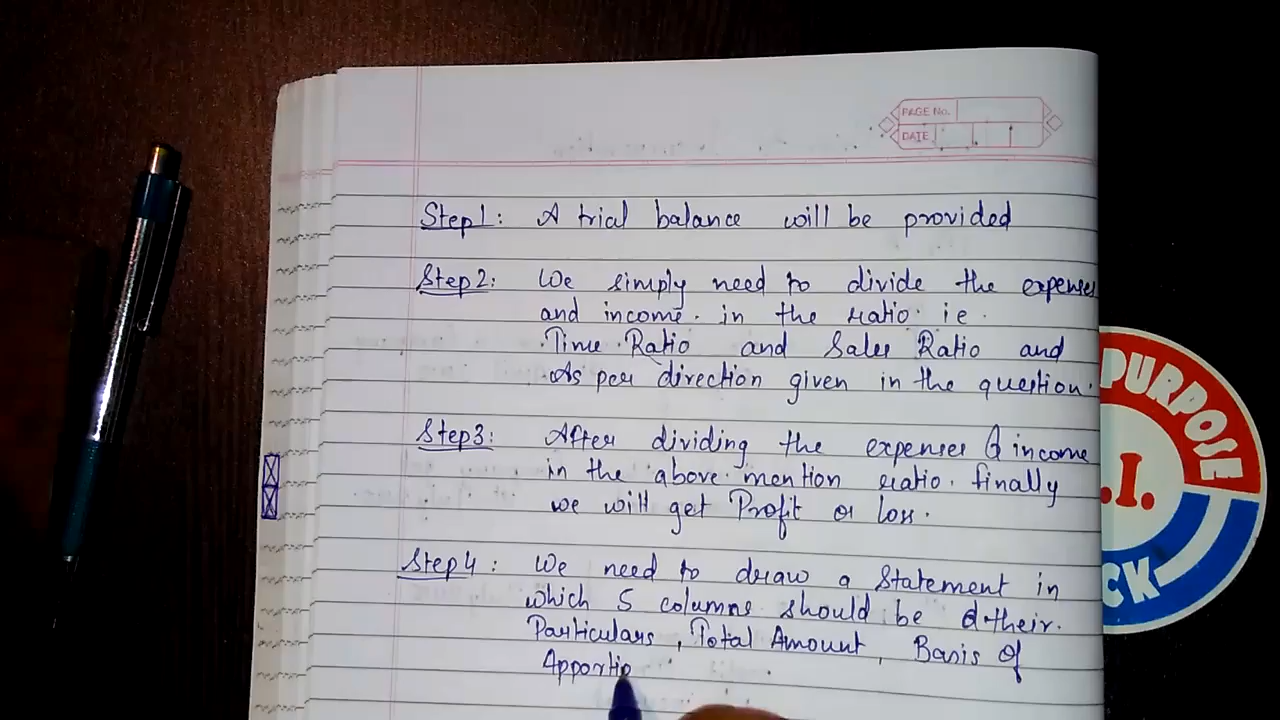 PAGE No.
DATE
Step1: A trial balance will be provided
Step2: We simply need to divide the expenses
and income. in the ratio. ie.
Time Ratio and Sales Ratio and
As per direction given in the question.
Step3: After dividing the expenses & income
in the above mention ratio. finally
we will get Profit or loss.
Step4: We need to draw a Statement in
which 5 columns should be their.
Particulars, Total Amount, Basis of
Apportio
PURPOSE
.I.
CK